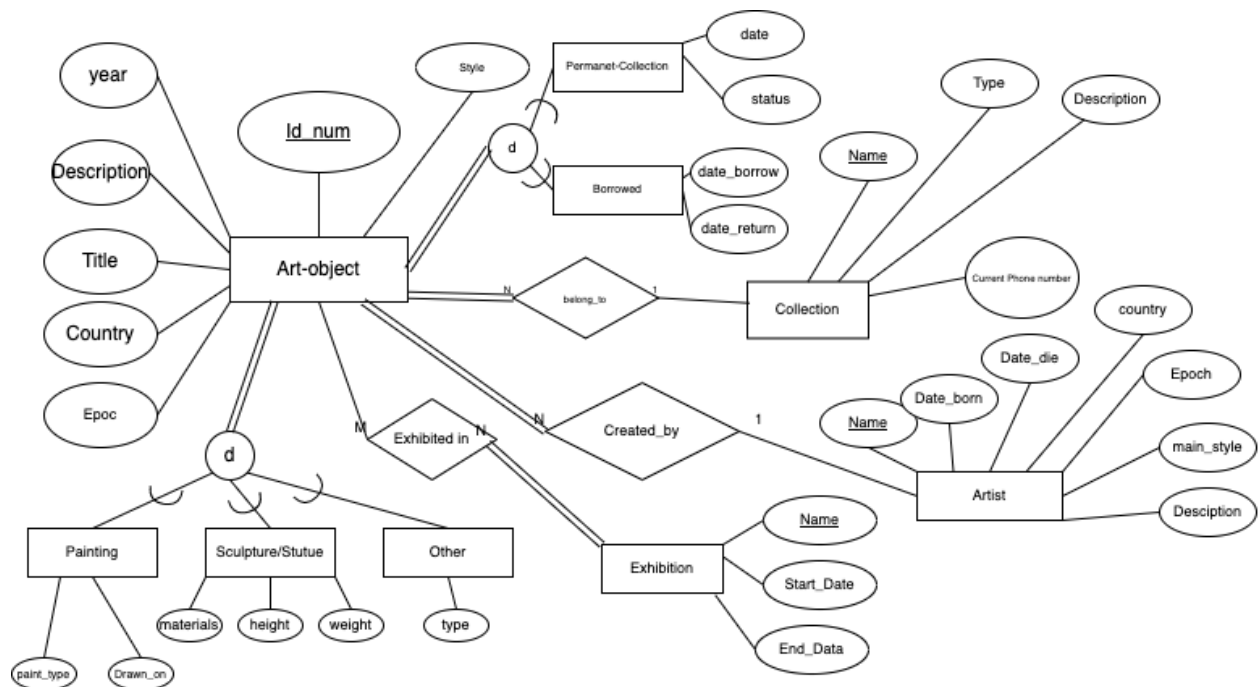 year
Description
Title
Country
Epoc
Id_num
Style
Art-object
d
Permanet-Collection
date
status
Borrowed
date_borrow
date_return
N
belong_to
1
Name
Type
Description
Current Phone number
Collection
M
Exhibited in
N
N
Created_by
1
Name
Date_born
Date_die
country
Epoch
main_style
Desciption
Artist
d
Painting
Sculpture/Stutue
Other
paint_type
Drawn_on
materials
height
weight
type
Exhibition
Name
Start_Date
End_Data